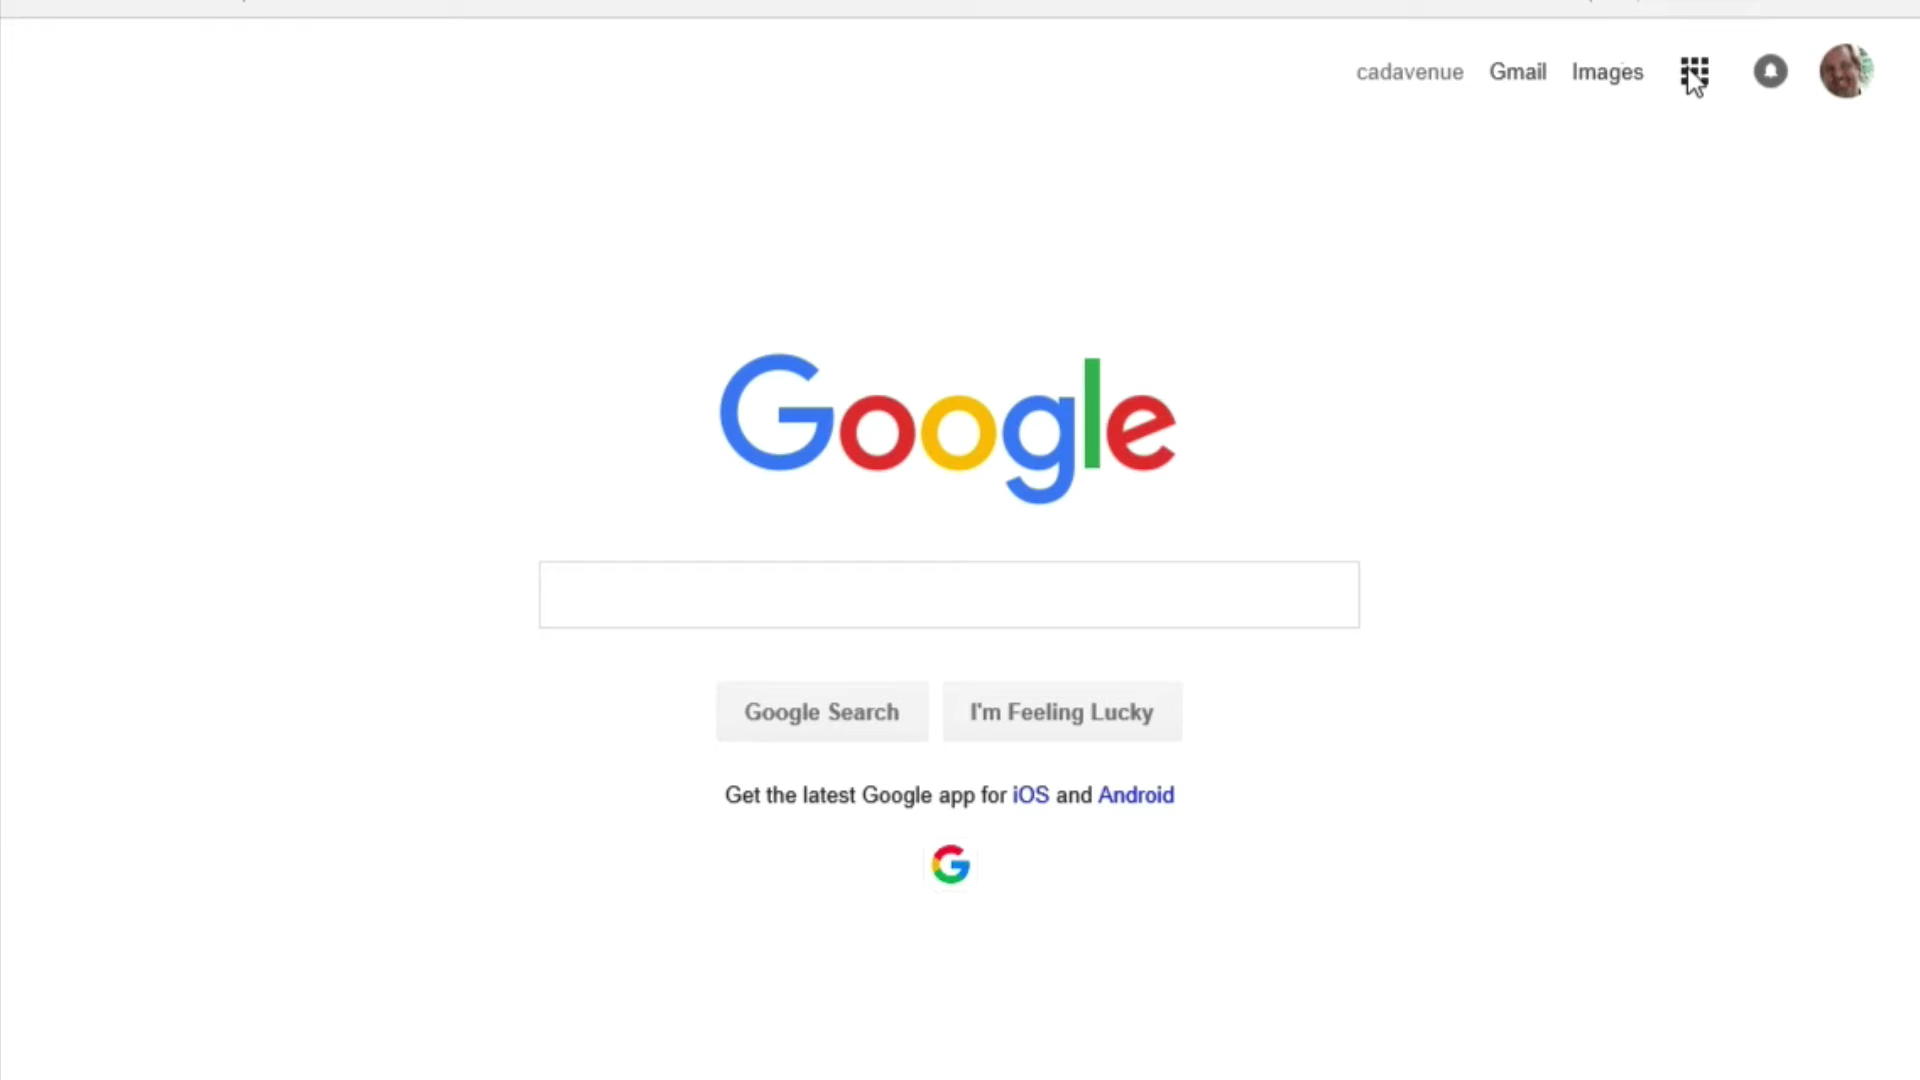 cadavenue Gmail Images
Google
Google Search I'm Feeling Lucky
Get the latest Google app for iOS and Android
G